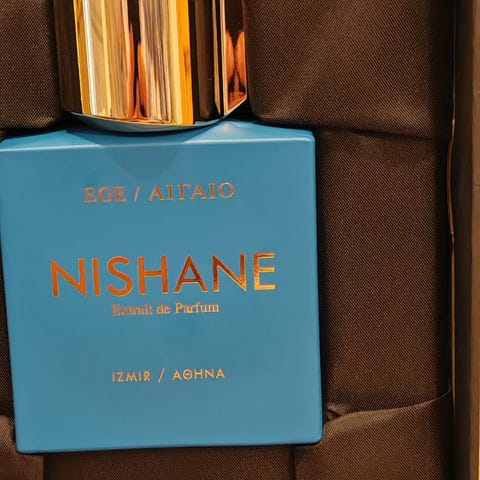 EGE / ΑΙΓΑΙΟ
NISHANE
Extrait de Parfum
IZMIR / ΑΘΗΝΑ